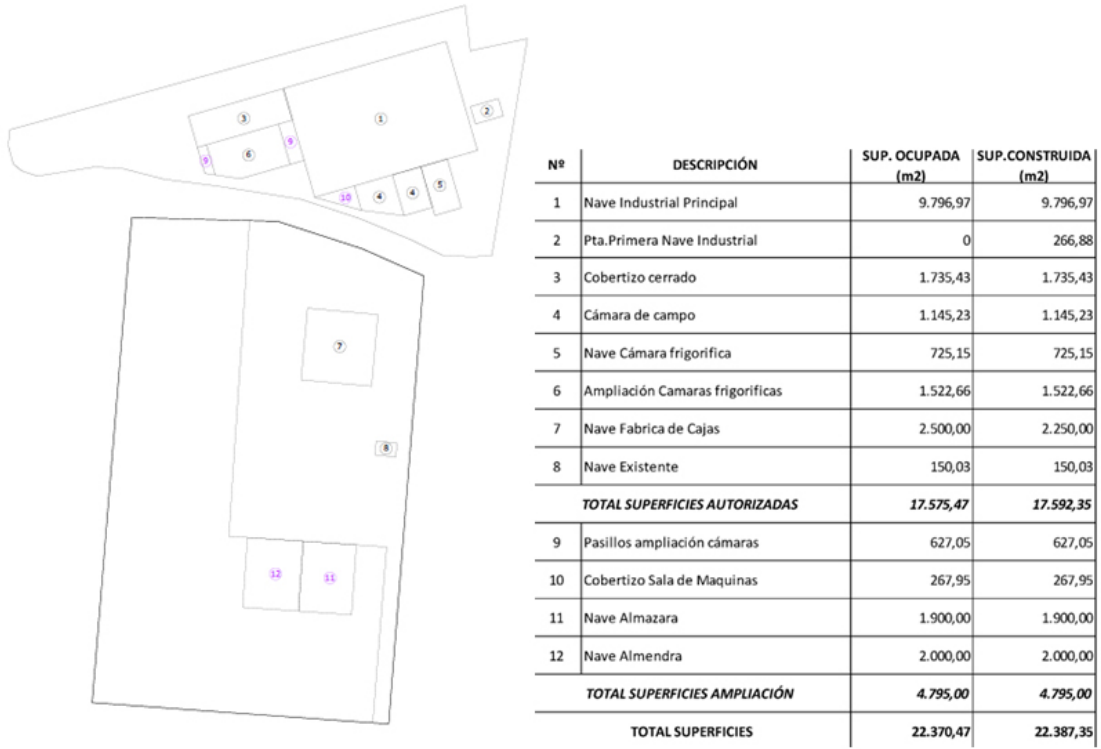 1
2
3
9
6
9
10
4
4
5
7
8
12
11
Nº DESCRIPCIÓN SUP. OCUPADA (m2) SUP.CONSTRUIDA (m2)
1 Nave Industrial Principal 9.796,97 9.796,97
2 Pta.Primera Nave Industrial 0 266,88
3 Cobertizo cerrado 1.735,43 1.735,43
4 Cámara de campo 1.145,23 1.145,23
5 Nave Cámara frigorifica 725,15 725,15
6 Ampliación Camaras frigorificas 1.522,66 1.522,66
7 Nave Fabrica de Cajas 2.500,00 2.250,00
8 Nave Existente 150,03 150,03
TOTAL SUPERFICIES AUTORIZADAS 17.575,47 17.592,35
9 Pasillos ampliación cámaras 627,05 627,05
10 Cobertizo Sala de Maquinas 267,95 267,95
11 Nave Almazara 1.900,00 1.900,00
12 Nave Almendra 2.000,00 2.000,00
TOTAL SUPERFICIES AMPLIACIÓN 4.795,00 4.795,00
TOTAL SUPERFICIES 22.370,47 22.387,35